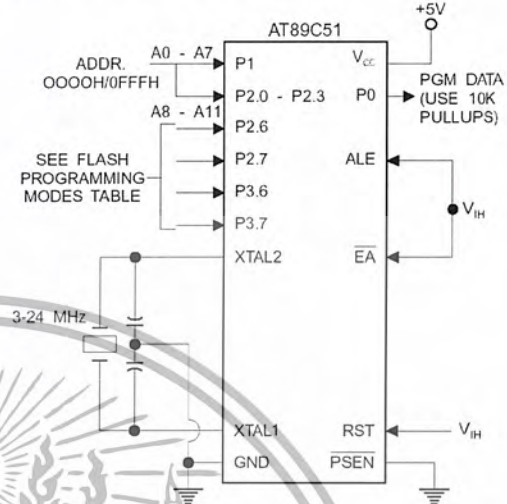 +5V
AT89C51
A0 - A7
ADDR.
OOOOH/0FFFH
P1
VCC
P2.0 - P2.3
P0
PGM DATA
(USE 10K
PULLUPS)
A8 - A11
P2.6
SEE FLASH
PROGRAMMING
MODES TABLE
P2.7
ALE
P3.6
VIH
P3.7
XTAL2
EA
3-24 MHz
XTAL1
RST
VIH
GND
PSEN